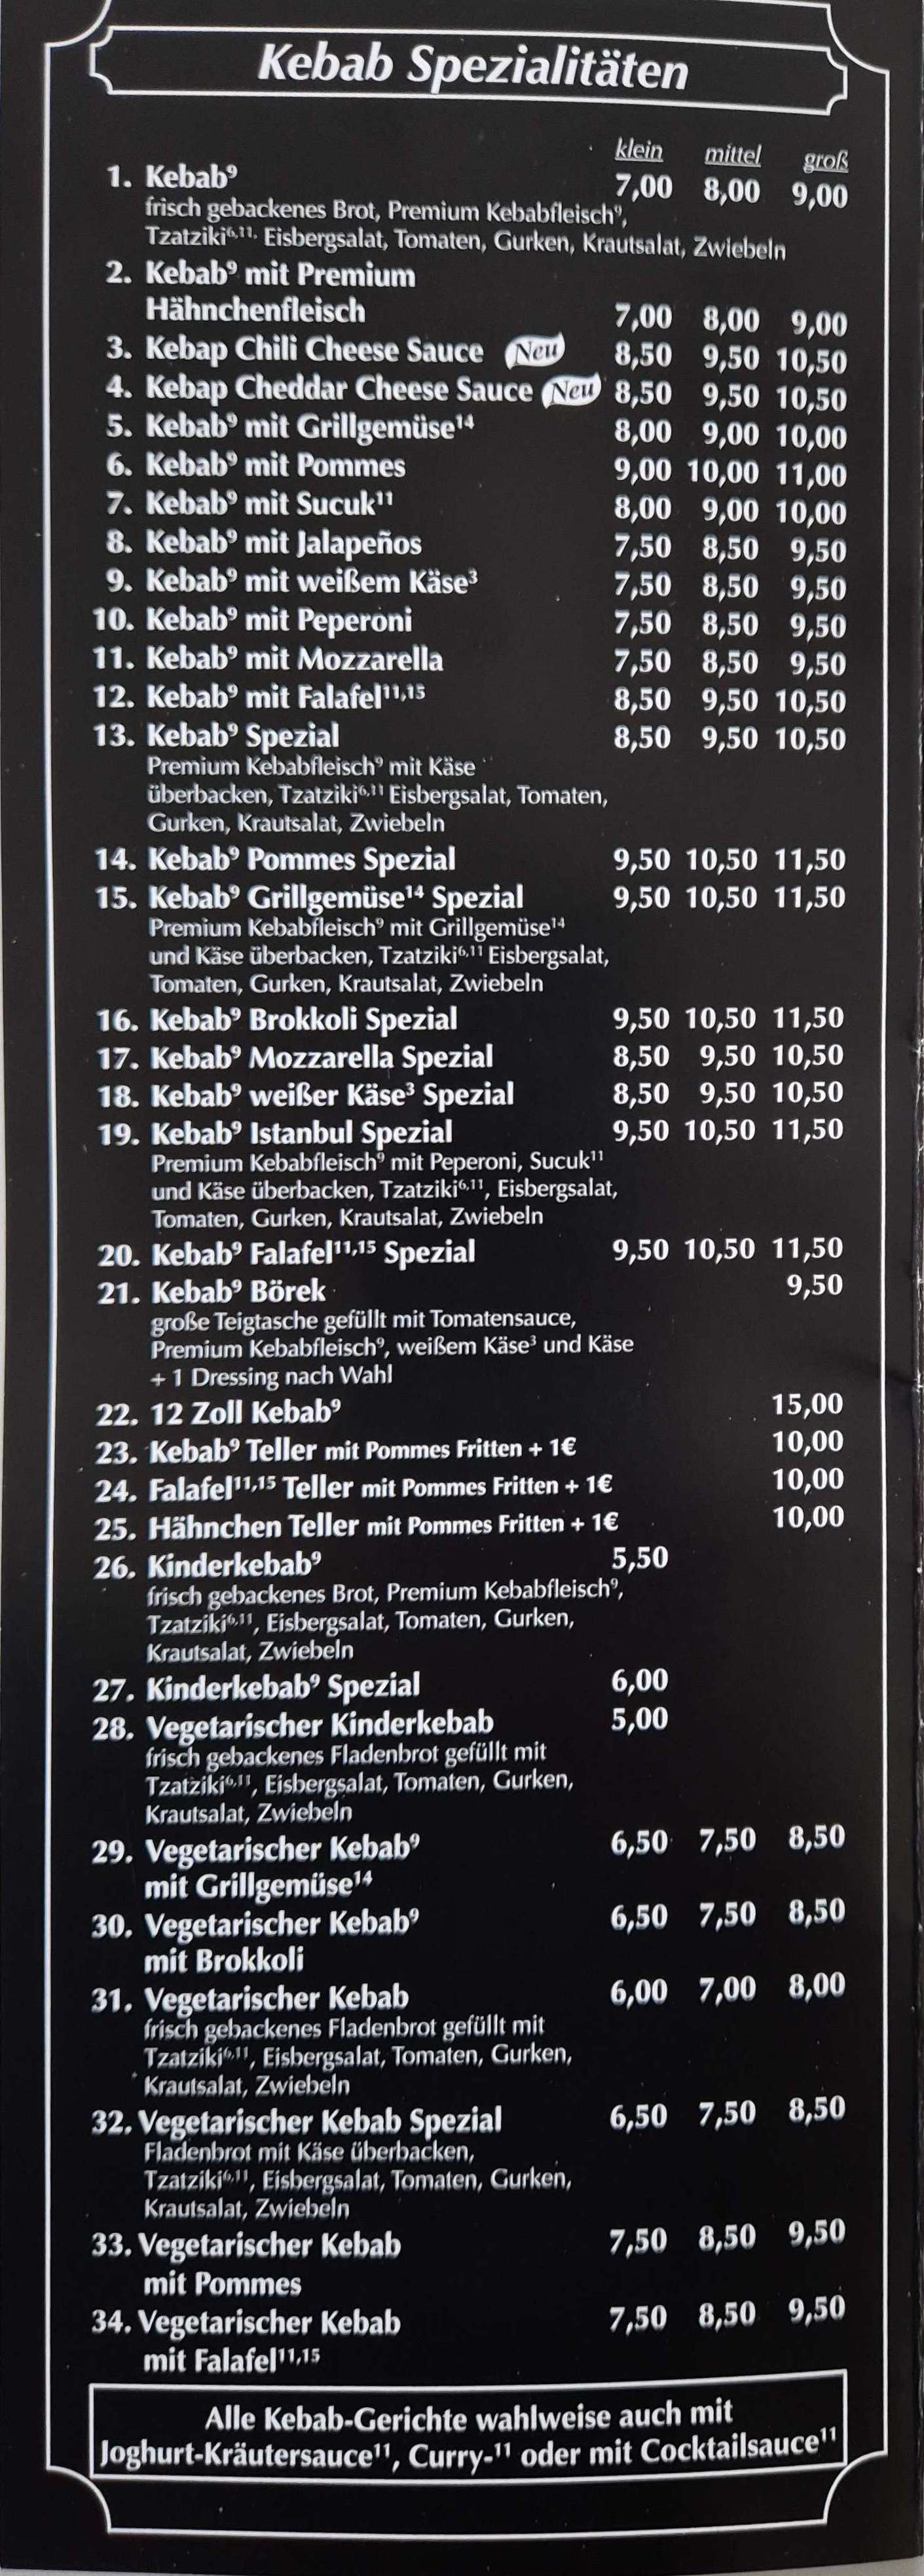 Kebab Spezialitäten
klein mittel groß
1. Kebab⁹ 7,00 8,00 9,00
frisch gebackenes Brot, Premium Kebabfleisch⁹,
Tzatziki⁶,¹¹, Eisbergsalat, Tomaten, Gurken, Krautsalat, Zwiebeln
2. Kebab⁹ mit Premium
Hähnchenfleisch 7,00 8,00 9,00
3. Kebap Chili Cheese Sauce Neu 8,50 9,50 10,50
4. Kebap Cheddar Cheese Sauce Neu 8,50 9,50 10,50
5. Kebab⁹ mit Grillgemüse¹⁴ 8,00 9,00 10,00
6. Kebab⁹ mit Pommes 9,00 10,00 11,00
7. Kebab⁹ mit Sucuk¹¹ 8,00 9,00 10,00
8. Kebab⁹ mit Jalapeños 7,50 8,50 9,50
9. Kebab⁹ mit weißem Käse³ 7,50 8,50 9,50
10. Kebab⁹ mit Peperoni 7,50 8,50 9,50
11. Kebab⁹ mit Mozzarella 7,50 8,50 9,50
12. Kebab⁹ mit Falafel¹¹,¹⁵ 8,50 9,50 10,50
13. Kebab⁹ Spezial 8,50 9,50 10,50
Premium Kebabfleisch⁹ mit Käse
überbacken, Tzatziki⁶,¹¹ Eisbergsalat, Tomaten,
Gurken, Krautsalat, Zwiebeln
14. Kebab⁹ Pommes Spezial 9,50 10,50 11,50
15. Kebab⁹ Grillgemüse¹⁴ Spezial 9,50 10,50 11,50
Premium Kebabfleisch⁹ mit Grillgemüse¹⁴
und Käse überbacken, Tzatziki⁶,¹¹ Eisbergsalat,
Tomaten, Gurken, Krautsalat, Zwiebeln
16. Kebab⁹ Brokkoli Spezial 9,50 10,50 11,50
17. Kebab⁹ Mozzarella Spezial 8,50 9,50 10,50
18. Kebab⁹ weißer Käse³ Spezial 8,50 9,50 10,50
19. Kebab⁹ Istanbul Spezial 9,50 10,50 11,50
Premium Kebabfleisch⁹ mit Peperoni, Sucuk¹¹
und Käse überbacken, Tzatziki⁶,¹¹, Eisbergsalat,
Tomaten, Gurken, Krautsalat, Zwiebeln
20. Kebab⁹ Falafel¹¹,¹⁵ Spezial 9,50 10,50 11,50
21. Kebab⁹ Börek 9,50
große Teigtasche gefüllt mit Tomatensauce,
Premium Kebabfleisch⁹, weißem Käse³ und Käse
+ 1 Dressing nach Wahl
22. 12 Zoll Kebab⁹ 15,00
23. Kebab⁹ Teller mit Pommes Fritten + 1€ 10,00
24. Falafel¹¹,¹⁵ Teller mit Pommes Fritten + 1€ 10,00
25. Hähnchen Teller mit Pommes Fritten + 1€ 10,00
26. Kinderkebab⁹ 5,50
frisch gebackenes Brot, Premium Kebabfleisch⁹,
Tzatziki⁶,¹¹, Eisbergsalat, Tomaten, Gurken,
Krautsalat, Zwiebeln
27. Kinderkebab⁹ Spezial 6,00
28. Vegetarischer Kinderkebab 5,00
frisch gebackenes Fladenbrot gefüllt mit
Tzatziki⁶,¹¹, Eisbergsalat, Tomaten, Gurken,
Krautsalat, Zwiebeln
29. Vegetarischer Kebab⁹ 6,50 7,50 8,50
mit Grillgemüse¹⁴
30. Vegetarischer Kebab⁹ 6,50 7,50 8,50
mit Brokkoli
31. Vegetarischer Kebab 6,00 7,00 8,00
frisch gebackenes Fladenbrot gefüllt mit
Tzatziki⁶,¹¹, Eisbergsalat, Tomaten, Gurken,
Krautsalat, Zwiebeln
32. Vegetarischer Kebab Spezial 6,50 7,50 8,50
Fladenbrot mit Käse überbacken,
Tzatziki⁶,¹¹, Eisbergsalat, Tomaten, Gurken,
Krautsalat, Zwiebeln
33. Vegetarischer Kebab 7,50 8,50 9,50
mit Pommes
34. Vegetarischer Kebab 7,50 8,50 9,50
mit Falafel¹¹,¹⁵
Alle Kebab-Gerichte wahlweise auch mit
Joghurt-Kräutersauce¹¹, Curry-¹¹ oder mit Cocktailsauce¹¹